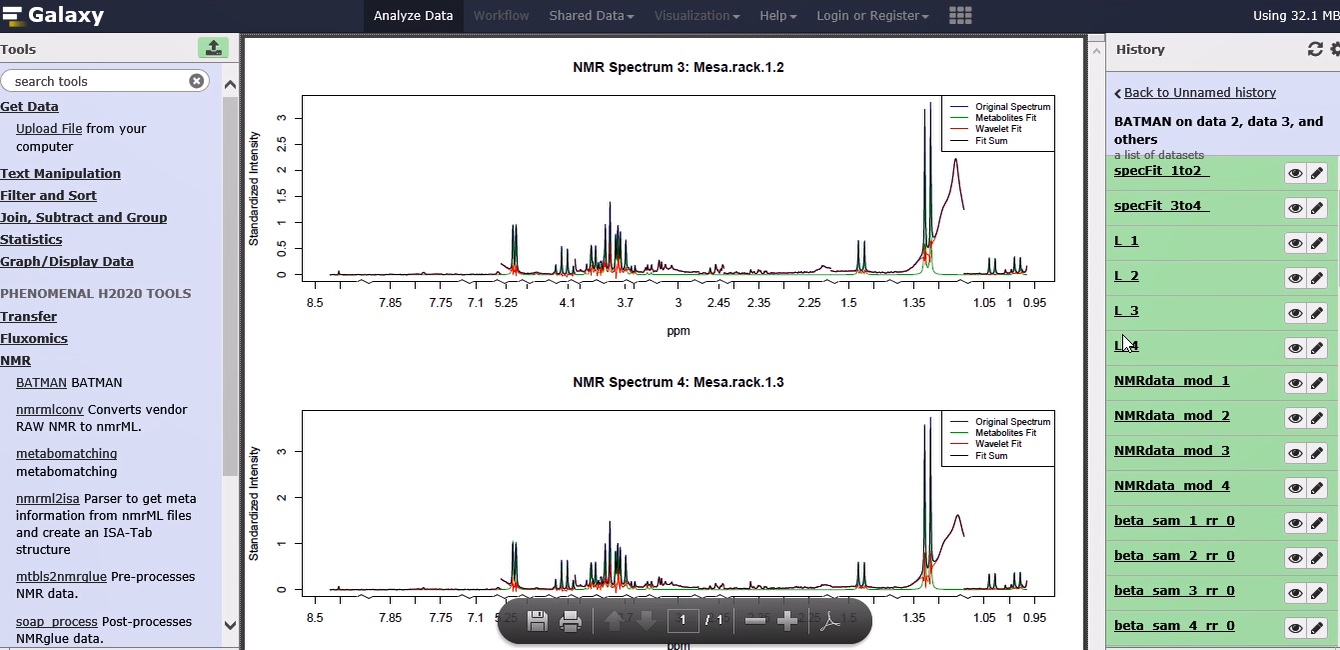 Galaxy
Analyze Data
Workflow
Shared Data
Visualization
Help
Login or Register
Using 32.1 MB
Tools
search tools
Get Data
Upload File from your
computer
Text Manipulation
Filter and Sort
Join, Subtract and Group
Statistics
Graph/Display Data
PHENOMENAL H2020 TOOLS
Transfer
Fluxomics
NMR
BATMAN BATMAN
nmrmlconv Converts vendor
RAW NMR to nmrML.
metabomatching
metabomatching
nmrml2isa Parser to get meta
information from nmrML files
and create an ISA-Tab
structure
mtbls2nmrglue Pre-processes
NMR data.
soap_process Post-processes
NMRglue data.
NMR Spectrum 3: Mesa.rack.1.2
Original Spectrum
Metabolites Fit
Wavelet Fit
Fit Sum
Standardized Intensity
3
2.5
2
1.5
1
0.5
0
8.5 7.85 7.75 7.1 5.25 4.1 3.7 3 2.45 2.35 2.25 1.5 1.35 1.05 1 0.95
ppm
NMR Spectrum 4: Mesa.rack.1.3
Original Spectrum
Metabolites Fit
Wavelet Fit
Fit Sum
Standardized Intensity
3
2
1
0
8.5 7.85 7.75 7.1 1.35 1.05 1 0.95
1 / 1
ppm
History
Back to Unnamed history
BATMAN on data 2, data 3, and
others
a list of datasets
specFit_1to2_
specFit_3to4_
L_1
L_2
L_3
L_4
NMRdata_mod_1
NMRdata_mod_2
NMRdata_mod_3
NMRdata_mod_4
beta_sam_1_rr_0
beta_sam_2_rr_0
beta_sam_3_rr_0
beta_sam_4_rr_0